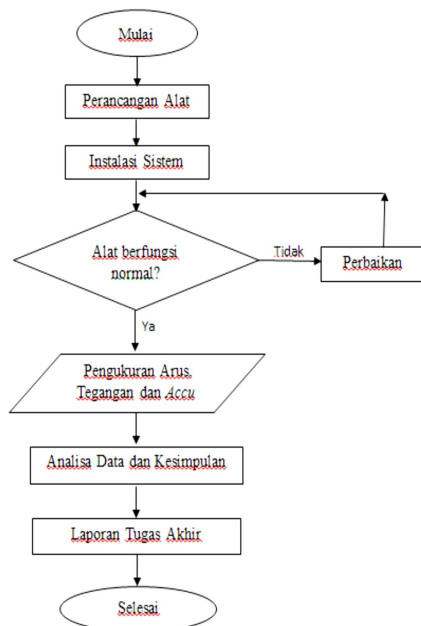 Mulai
Perancangan Alat
Instalasi Sistem
Alat berfungsi
normal?
Tidak
Perbaikan
Ya
Pengukuran Arus,
Tegangan dan Accu
Analisa Data dan Kesimpulan
Laporan Tugas Akhir
Selesai